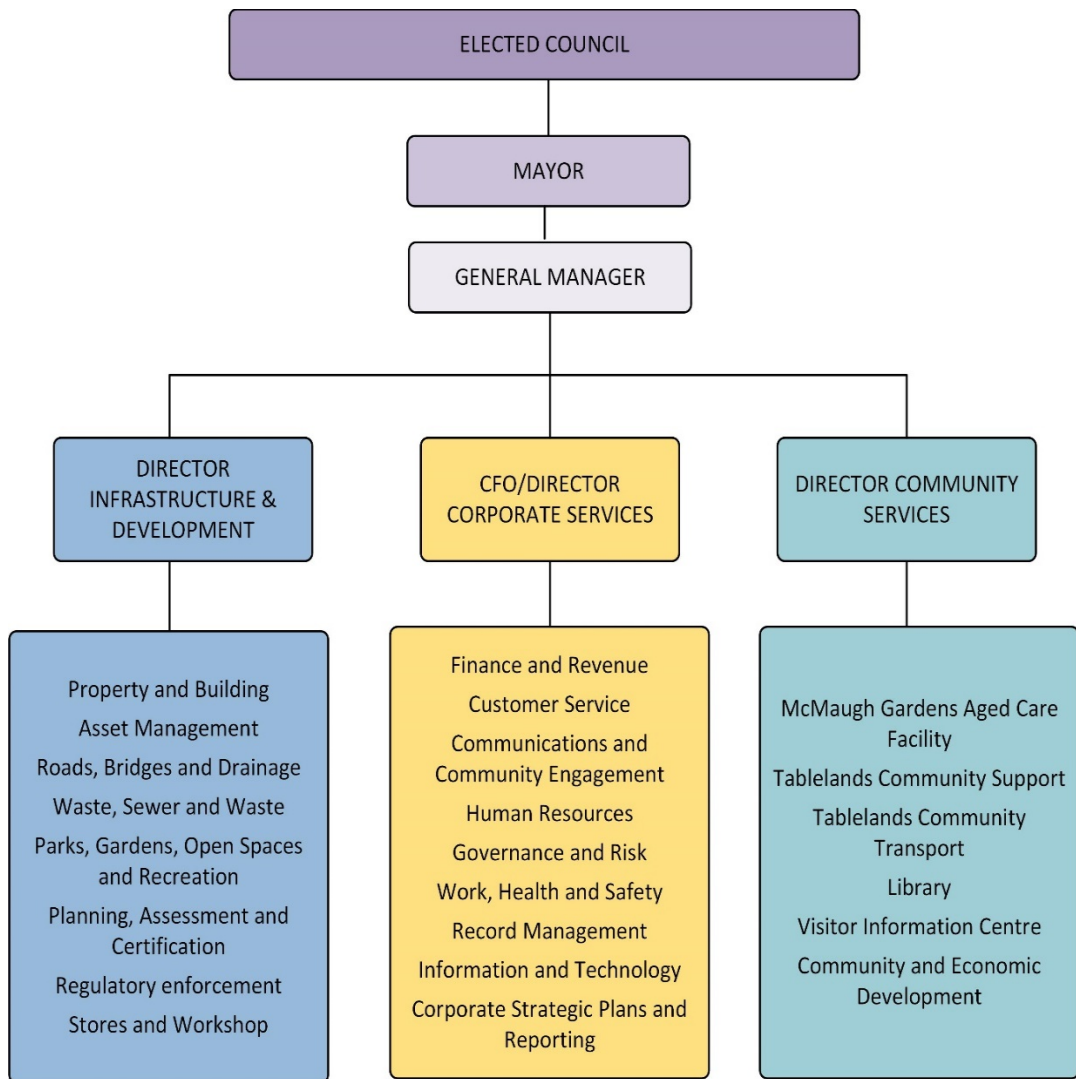 ELECTED COUNCIL
MAYOR
GENERAL MANAGER
DIRECTOR
INFRASTRUCTURE &
DEVELOPMENT
CFO/DIRECTOR
CORPORATE SERVICES
DIRECTOR COMMUNITY
SERVICES
Property and Building
Asset Management
Roads, Bridges and Drainage
Waste, Sewer and Waste
Parks, Gardens, Open Spaces
and Recreation
Planning, Assessment and
Certification
Regulatory enforcement
Stores and Workshop
Finance and Revenue
Customer Service
Communications and
Community Engagement
Human Resources
Governance and Risk
Work, Health and Safety
Record Management
Information and Technology
Corporate Strategic Plans and
Reporting
McMaugh Gardens Aged Care
Facility
Tablelands Community Support
Tablelands Community
Transport
Library
Visitor Information Centre
Community and Economic
Development